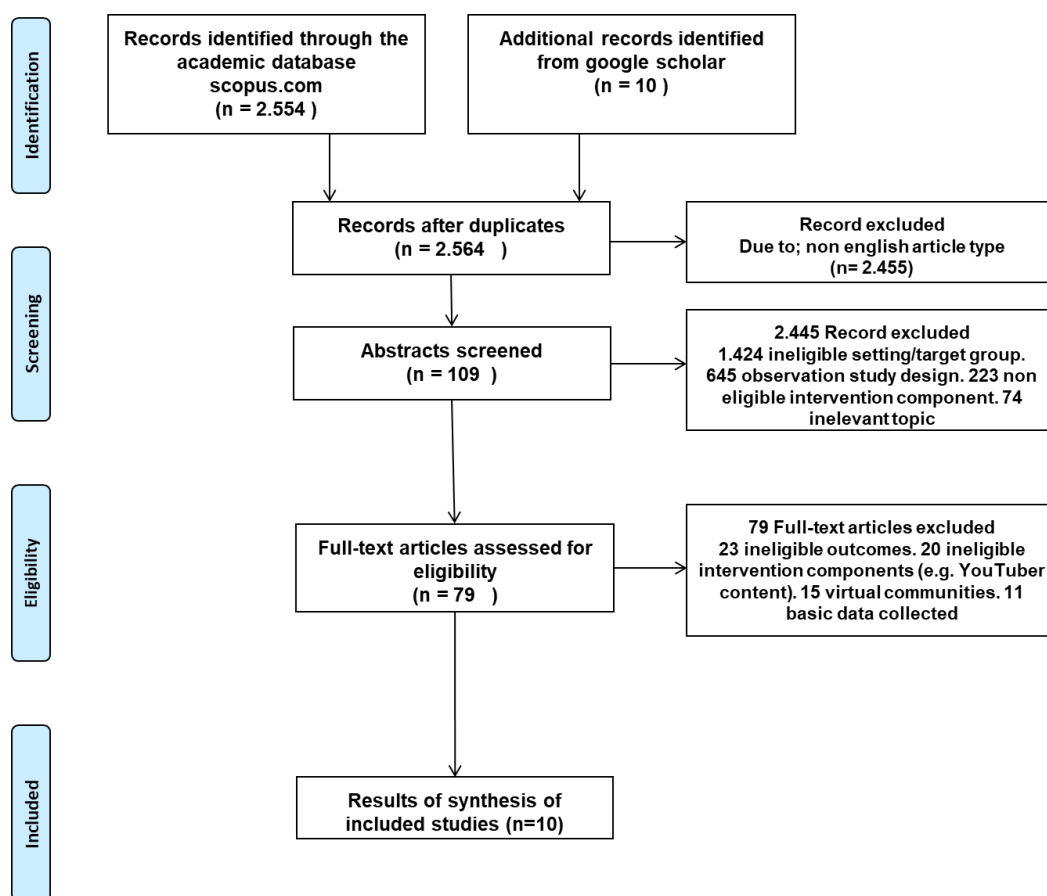 Identification
Records identified through the
academic database
scopus.com
(n = 2.554 )
Additional records identified
from google scholar
(n = 10 )
Records after duplicates
(n = 2.564 )
Record excluded
Due to; non english article type
(n= 2.455)
Screening
Abstracts screened
(n = 109 )
2.445 Record excluded
1.424 ineligible setting/target group.
645 observation study design. 223 non
eligible intervention component. 74
inelevant topic
Eligibility
Full-text articles assessed for
eligibility
(n = 79 )
79 Full-text articles excluded
23 ineligible outcomes. 20 ineligible
intervention components (e.g. YouTuber
content). 15 virtual communities. 11
basic data collected
Included
Results of synthesis of
included studies (n=10)